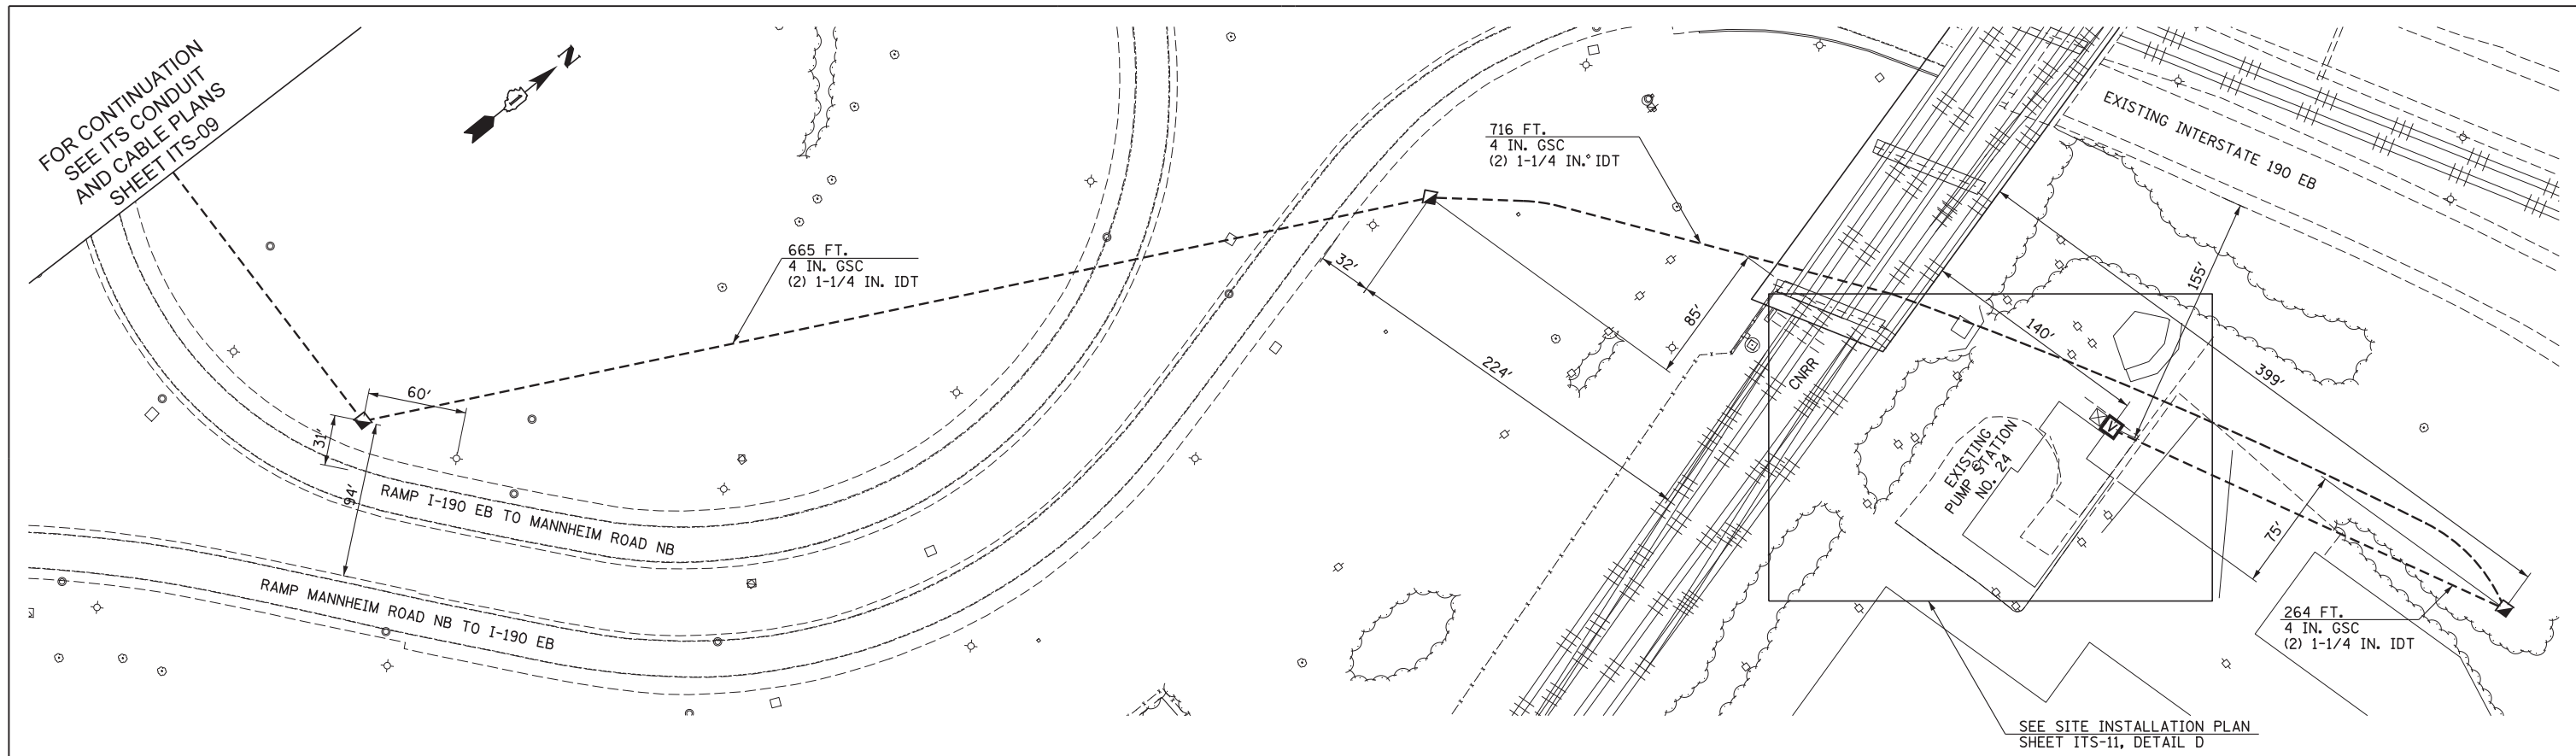 FOR CONTINUATION
SEE ITS CONDUIT
AND CABLE PLANS
SHEET ITS-09
N
716 FT.
4 IN. GSC
(2) 1-1/4 IN. IDT
EXISTING INTERSTATE 190 EB
665 FT.
4 IN. GSC
(2) 1-1/4 IN. IDT
32'
85'
155'
140'
224'
CNRR
399'
60'
31'
94'
EXISTING
PUMP STATION
NO. 24
V
RAMP I-190 EB TO MANNHEIM ROAD NB
75'
RAMP MANNHEIM ROAD NB TO I-190 EB
264 FT.
4 IN. GSC
(2) 1-1/4 IN. IDT
SEE SITE INSTALLATION PLAN
SHEET ITS-11, DETAIL D